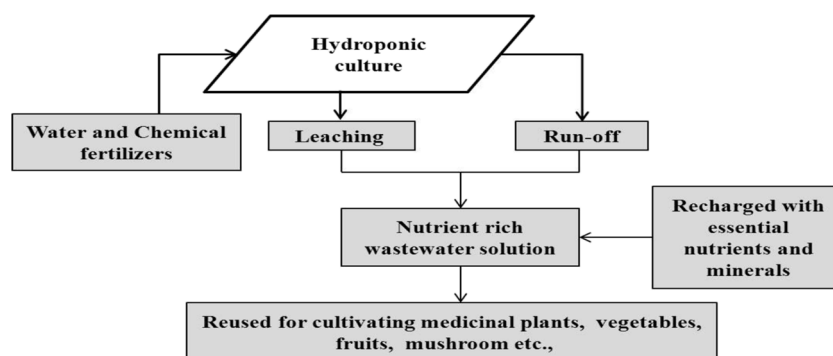 Hydroponic
culture
Water and Chemical
fertilizers
Leaching
Run-off
Nutrient rich
wastewater solution
Recharged with
essential
nutrients and
minerals
Reused for cultivating medicinal plants, vegetables,
fruits, mushroom etc.,